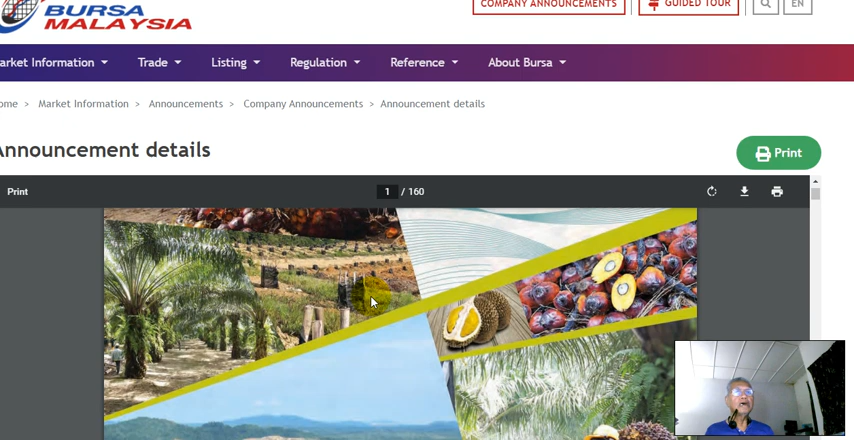 BURSA
MALAYSIA
COMPANY ANNOUNCEMENTS
GUIDED TOUR
EN
arket Information
Trade
Listing
Regulation
Reference
About Bursa
ome > Market Information > Announcements > Company Announcements > Announcement details
Announcement details
Print
Print
1 / 160